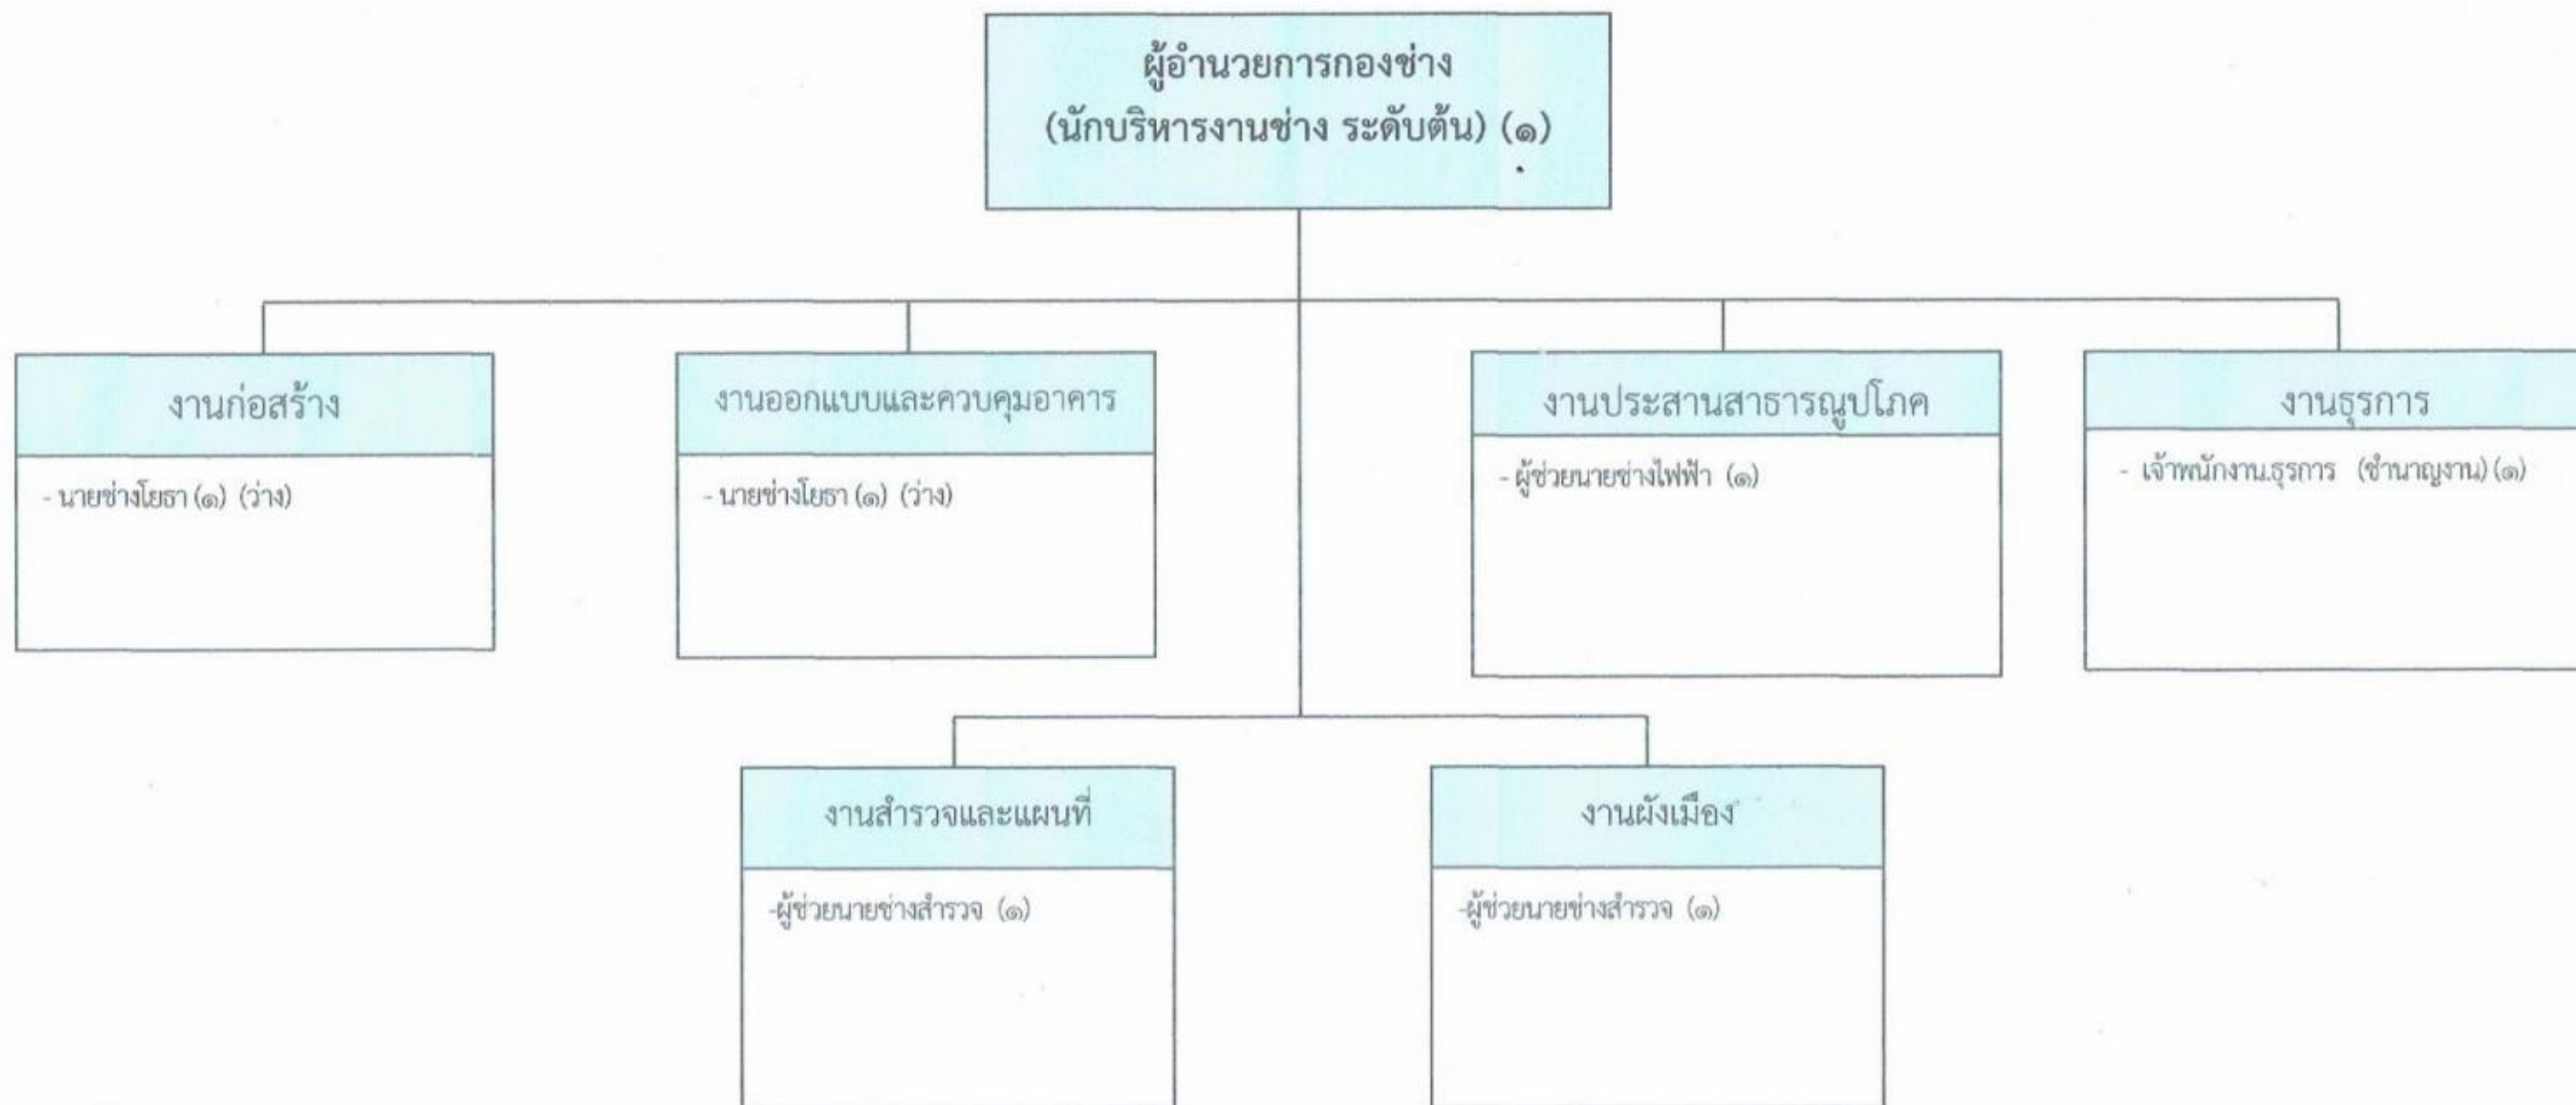 ผู้อำนวยการกองช่าง
(นักบริหารงานช่าง ระดับต้น) (๑)
งานก่อสร้าง
- นายช่างโยธา (๑) (ว่าง)
งานออกแบบและควบคุมอาคาร
- นายช่างโยธา (๑) (ว่าง)
งานประสานสาธารณูปโภค
- ผู้ช่วยนายช่างไฟฟ้า (๑)
งานธุรการ
- เจ้าพนักงานธุรการ (ชำนาญงาน) (๑)
งานสำรวจและแผนที่
-ผู้ช่วยนายช่างสำรวจ (๑)
งานผังเมือง
-ผู้ช่วยนายช่างสำรวจ (๑)